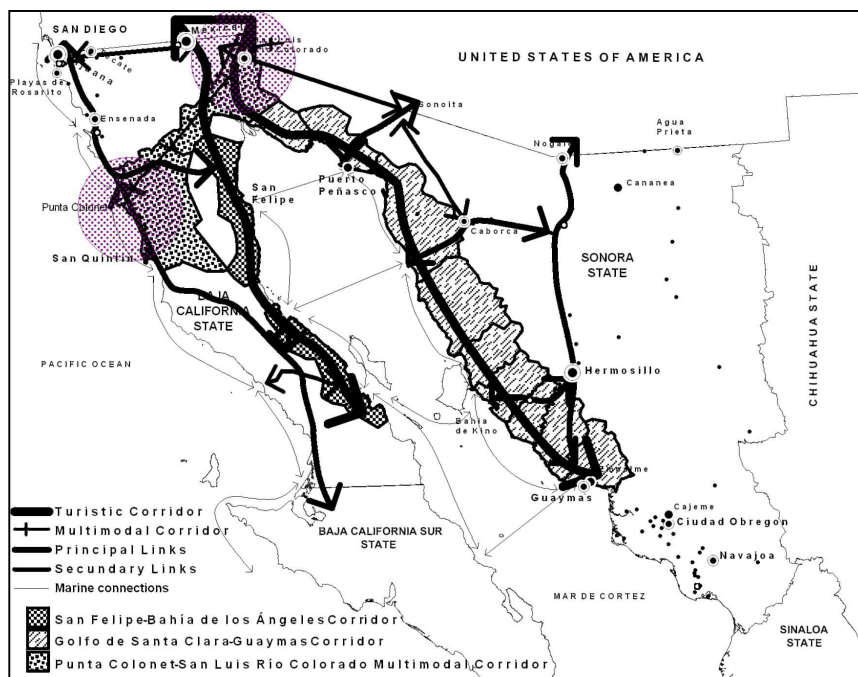 SAN DIEGO
UNITED STATES OF AMERICA
Playas de
Rosarito
Ensenada
Sonoita
Agua
Prieta
Cananea
Puerto
Peñasco
San
Felipe
Punta Colonet
Caborca
SONORA
STATE
San Quintin
BAJA
CALIFORNIA
STATE
CHIHUAHUA STATE
PACIFIC OCEAN
Hermosillo
Bahía
de Kino
Guaymas
Turistic Corridor
Multimodal Corridor
Principal Links
Secundary Links
Marine connections
BAJA CALIFORNIA SUR
STATE
Cajeme
Ciudad Obregon
Navojoa
MAR DE CORTEZ
SINALOA
STATE
San Felipe-Bahía de los Ángeles Corridor
Golfo de Santa Clara-Guaymas Corridor
Punta Colonet-San Luis Río Colorado Multimodal Corridor